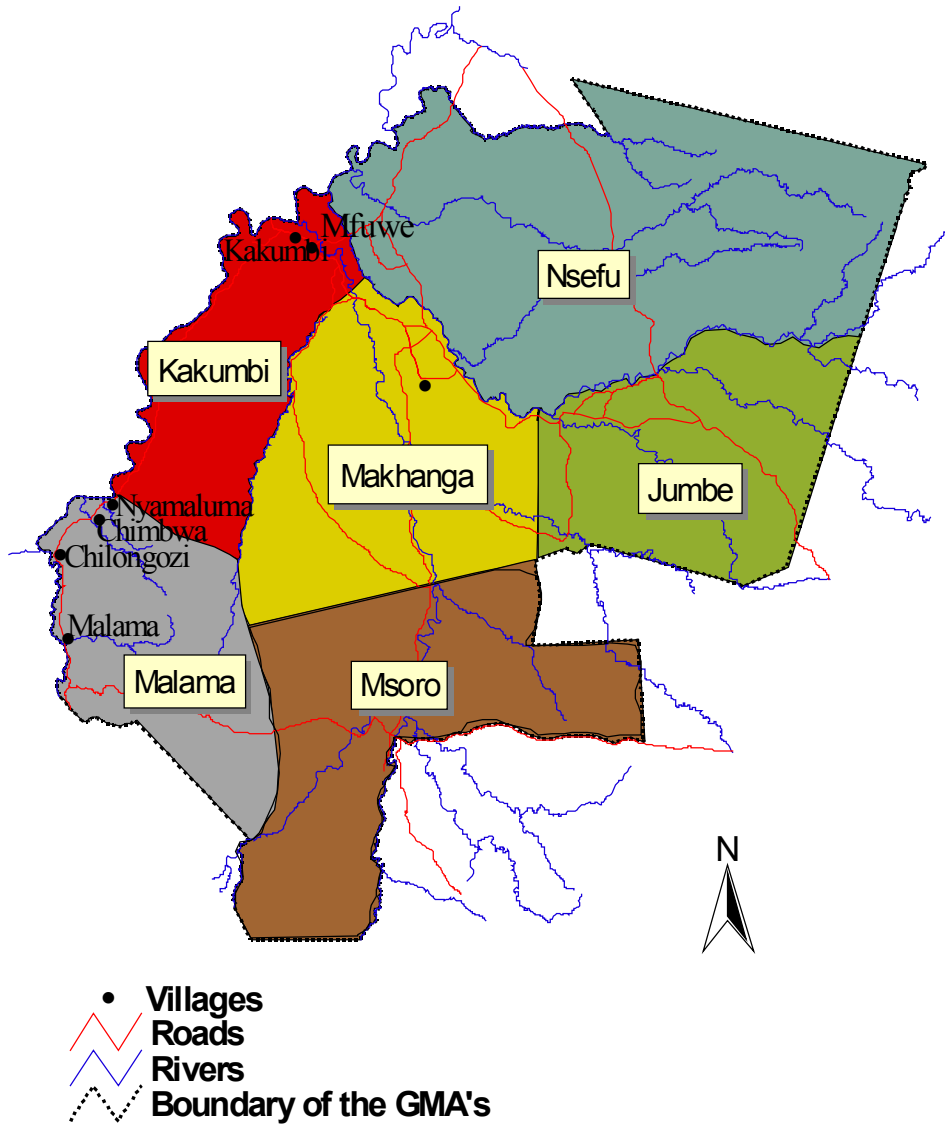 Mfuwe
Kakumbi
Nsefu
Kakumbi
Makhanga
Jumbe
Nyamaluma
Chimbwa
Chilongozi
Malama
Malama
Msoro
N
Villages
Roads
Rivers
Boundary of the GMA's